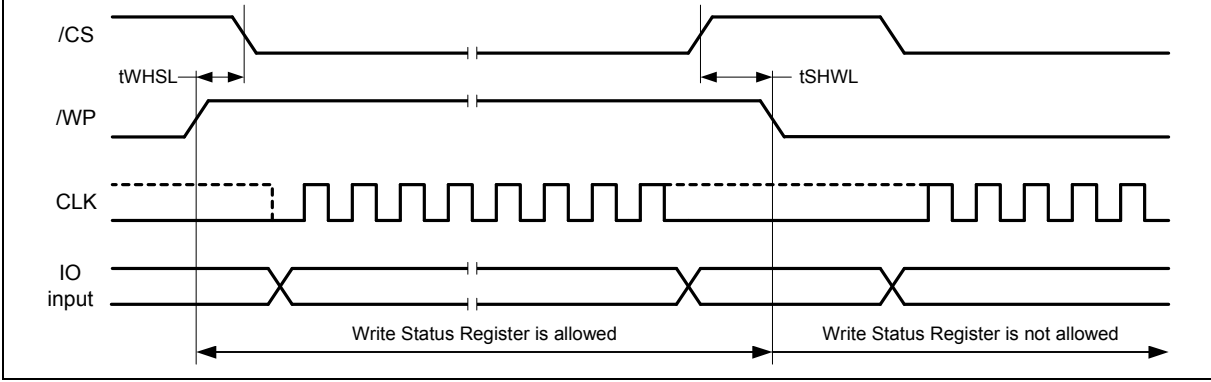 /CS
tWHSL
tSHWL
/WP
CLK
IO
input
Write Status Register is allowed
Write Status Register is not allowed